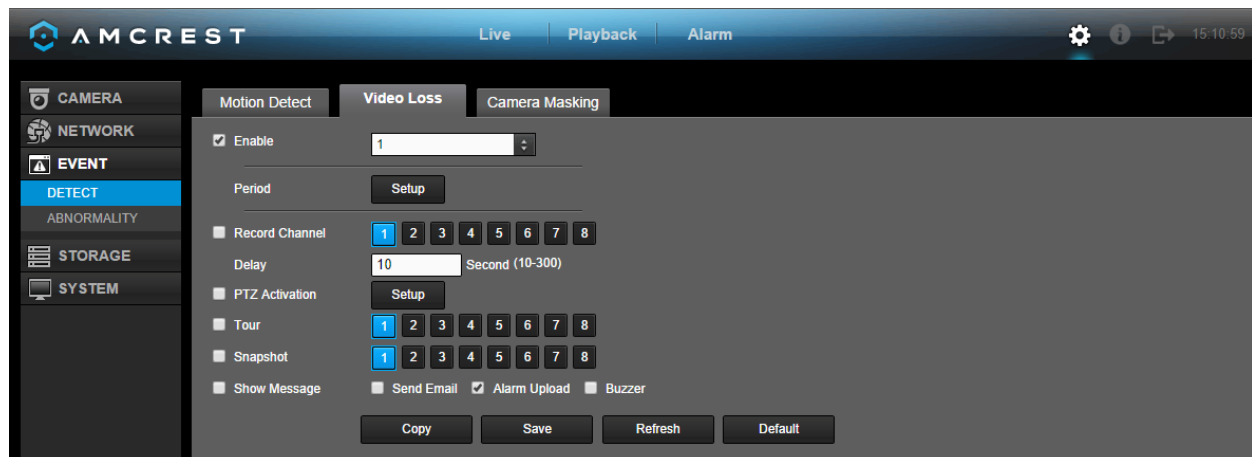 AMCREST Live Playback Alarm 15:10:59
CAMERA
NETWORK
EVENT
DETECT
ABNORMALITY
STORAGE
SYSTEM
Motion Detect Video Loss Camera Masking
Enable 1
Period Setup
Record Channel 1 2 3 4 5 6 7 8
Delay 10 Second (10-300)
PTZ Activation Setup
Tour 1 2 3 4 5 6 7 8
Snapshot 1 2 3 4 5 6 7 8
Show Message Send Email Alarm Upload Buzzer
Copy Save Refresh Default